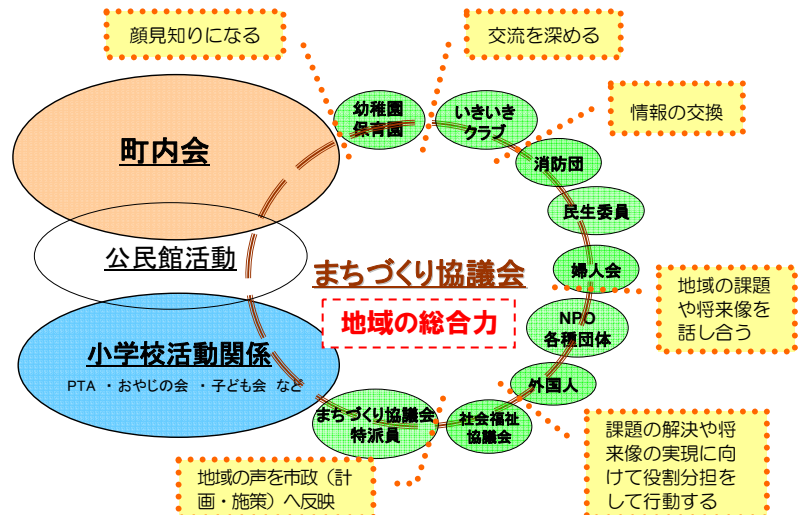 顔見知りになる
交流を深める
情報の交換
幼稚園
保育園
いきいき
クラブ
消防団
民生委員
婦人会
NPO
各種団体
外国人
社会福祉
協議会
まちづくり協議会
特派員
町内会
公民館活動
小学校活動関係
PTA ・おやじの会 ・子ども会 など
まちづくり協議会
地域の総合力
地域の課題
や将来像を
話し合う
課題の解決や将
来像の実現に向
けて役割分担を
して行動する
地域の声を市政（計
画・施策）へ反映